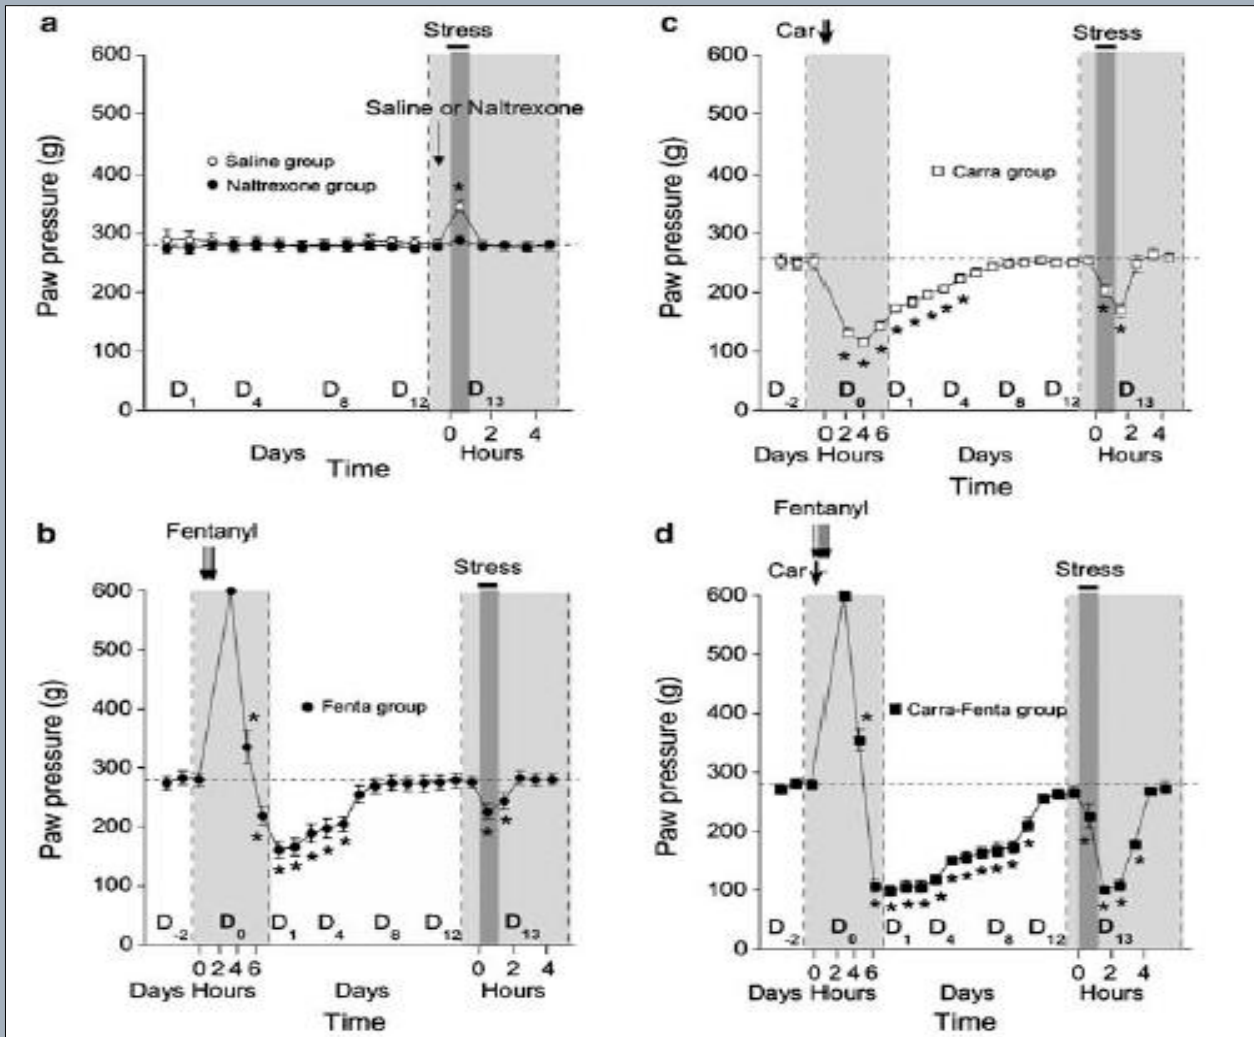 a
Stress
Saline or Naltrexone
Saline group
Naltrexone group
Paw pressure (g)
600
500
400
300
200
100
0
D1 D4 D8 D12 D13
0 2 4
Days Hours
Time
c
Car
Stress
Carra group
Paw pressure (g)
600
500
400
300
200
100
0
D-2 D0 D1 D4 D8 D12 D13
0 2 4 6 0 2 4
Days Hours Days Hours
Time
b
Fentanyl
Stress
Fenta group
Paw pressure (g)
600
500
400
300
200
100
0
D-2 D0 D1 D4 D8 D12 D13
0 2 4 6 0 2 4
Days Hours Days Hours
Time
d
Fentanyl
Car
Stress
Carra-Fenta group
Paw pressure (g)
600
500
400
300
200
100
0
D-2 D0 D1 D4 D8 D12 D13
0 2 4 6 0 2 4
Days Hours Days Hours
Time